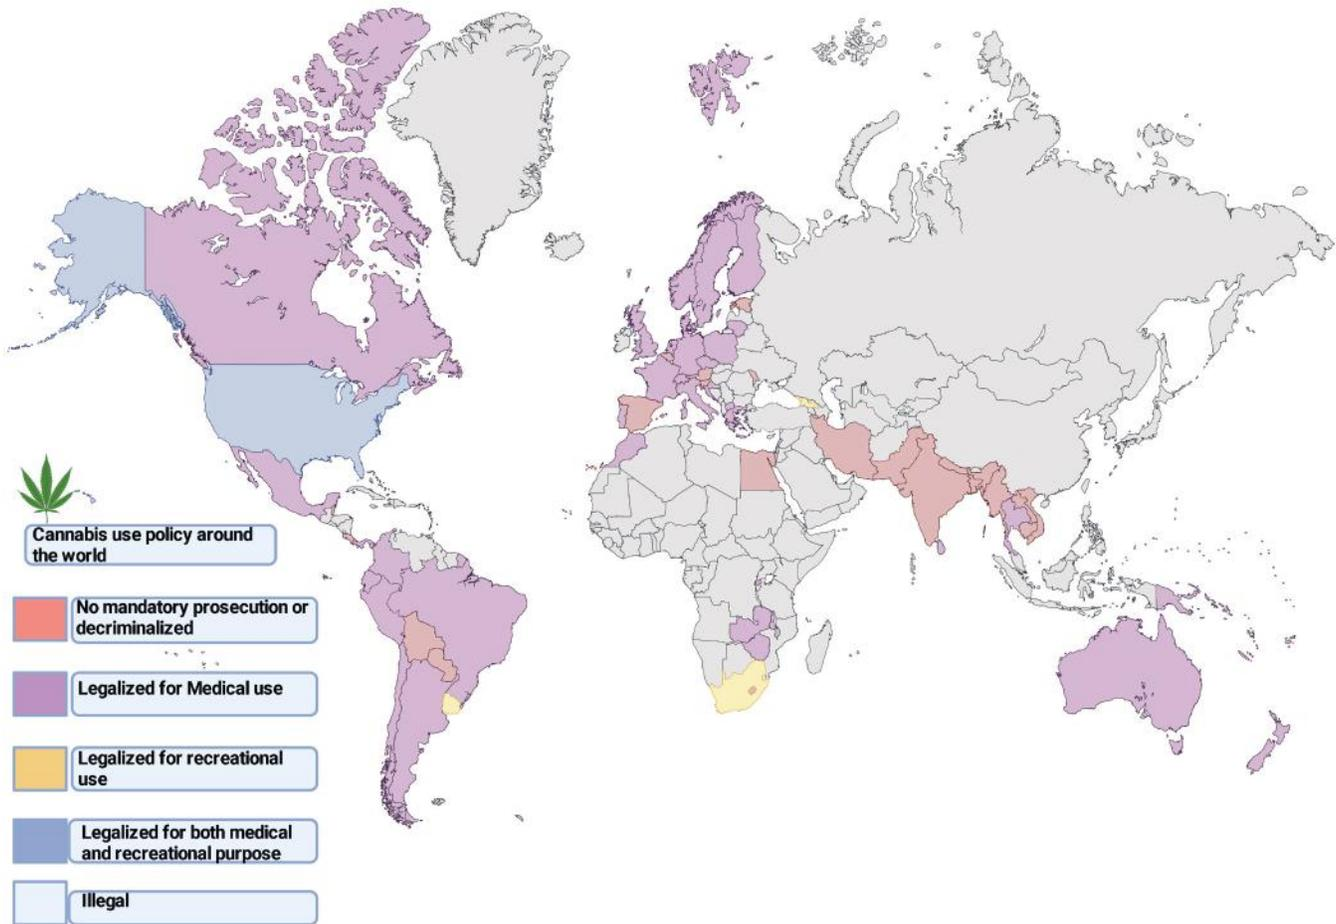 Cannabis use policy around
the world
No mandatory prosecution or
decriminalized
Legalized for Medical use
Legalized for recreational
use
Legalized for both medical
and recreational purpose
Illegal